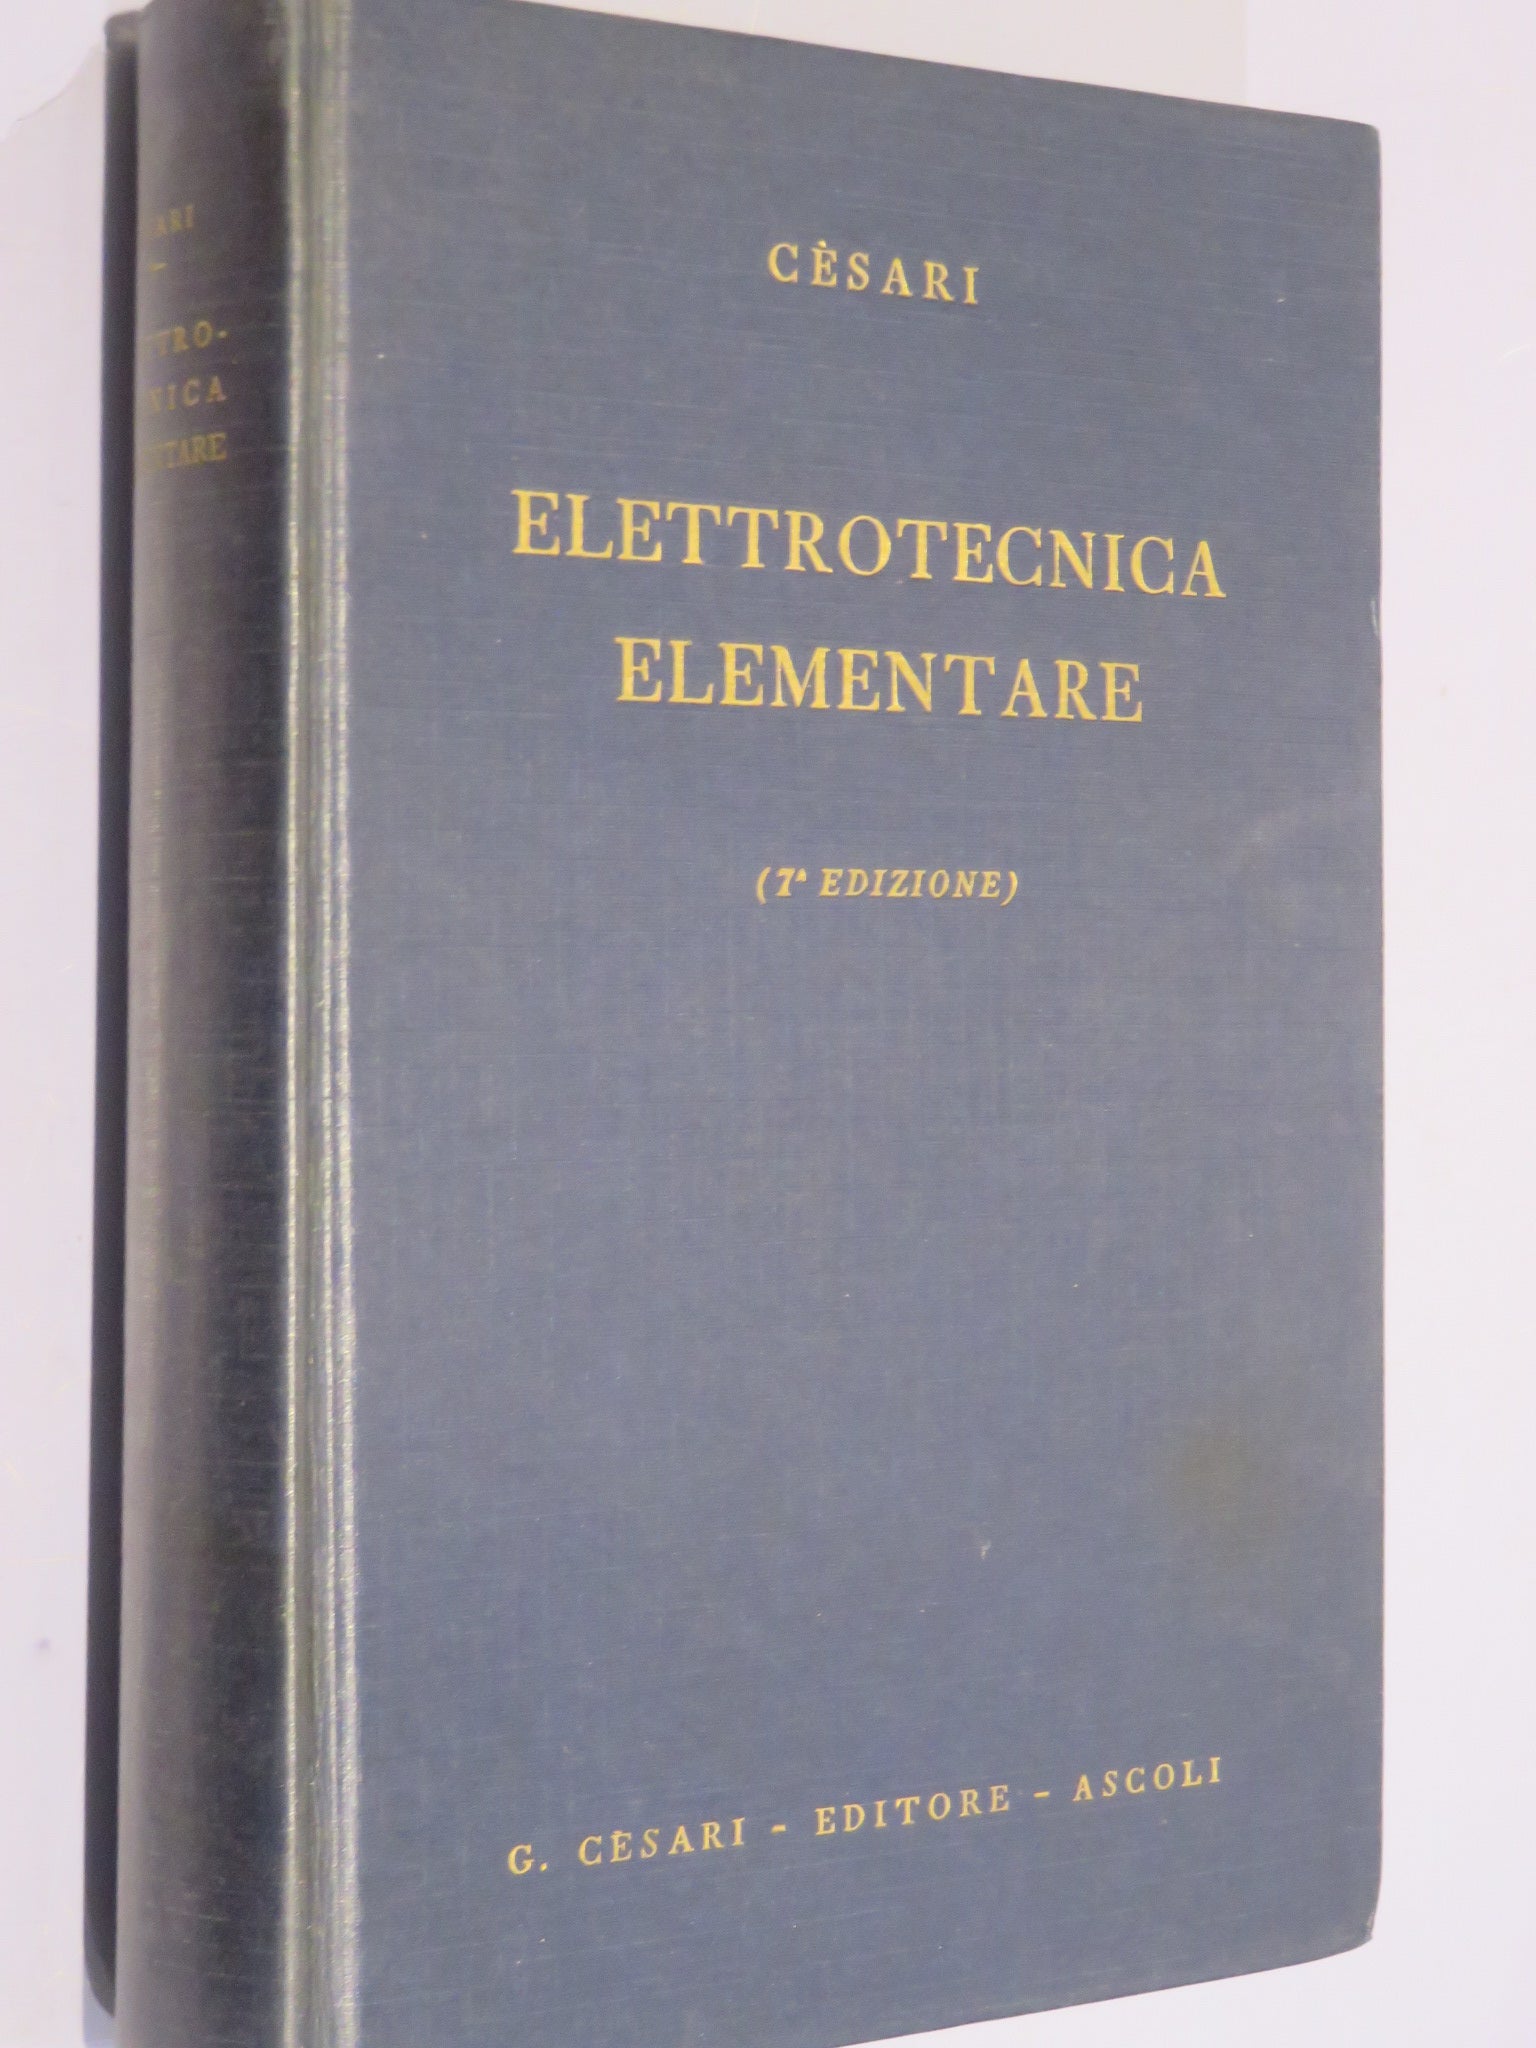 CÈSARI
ELETTROTECNICA
ELEMENTARE
(7ª EDIZIONE)
G. CÈSARI - EDITORE - ASCOLI